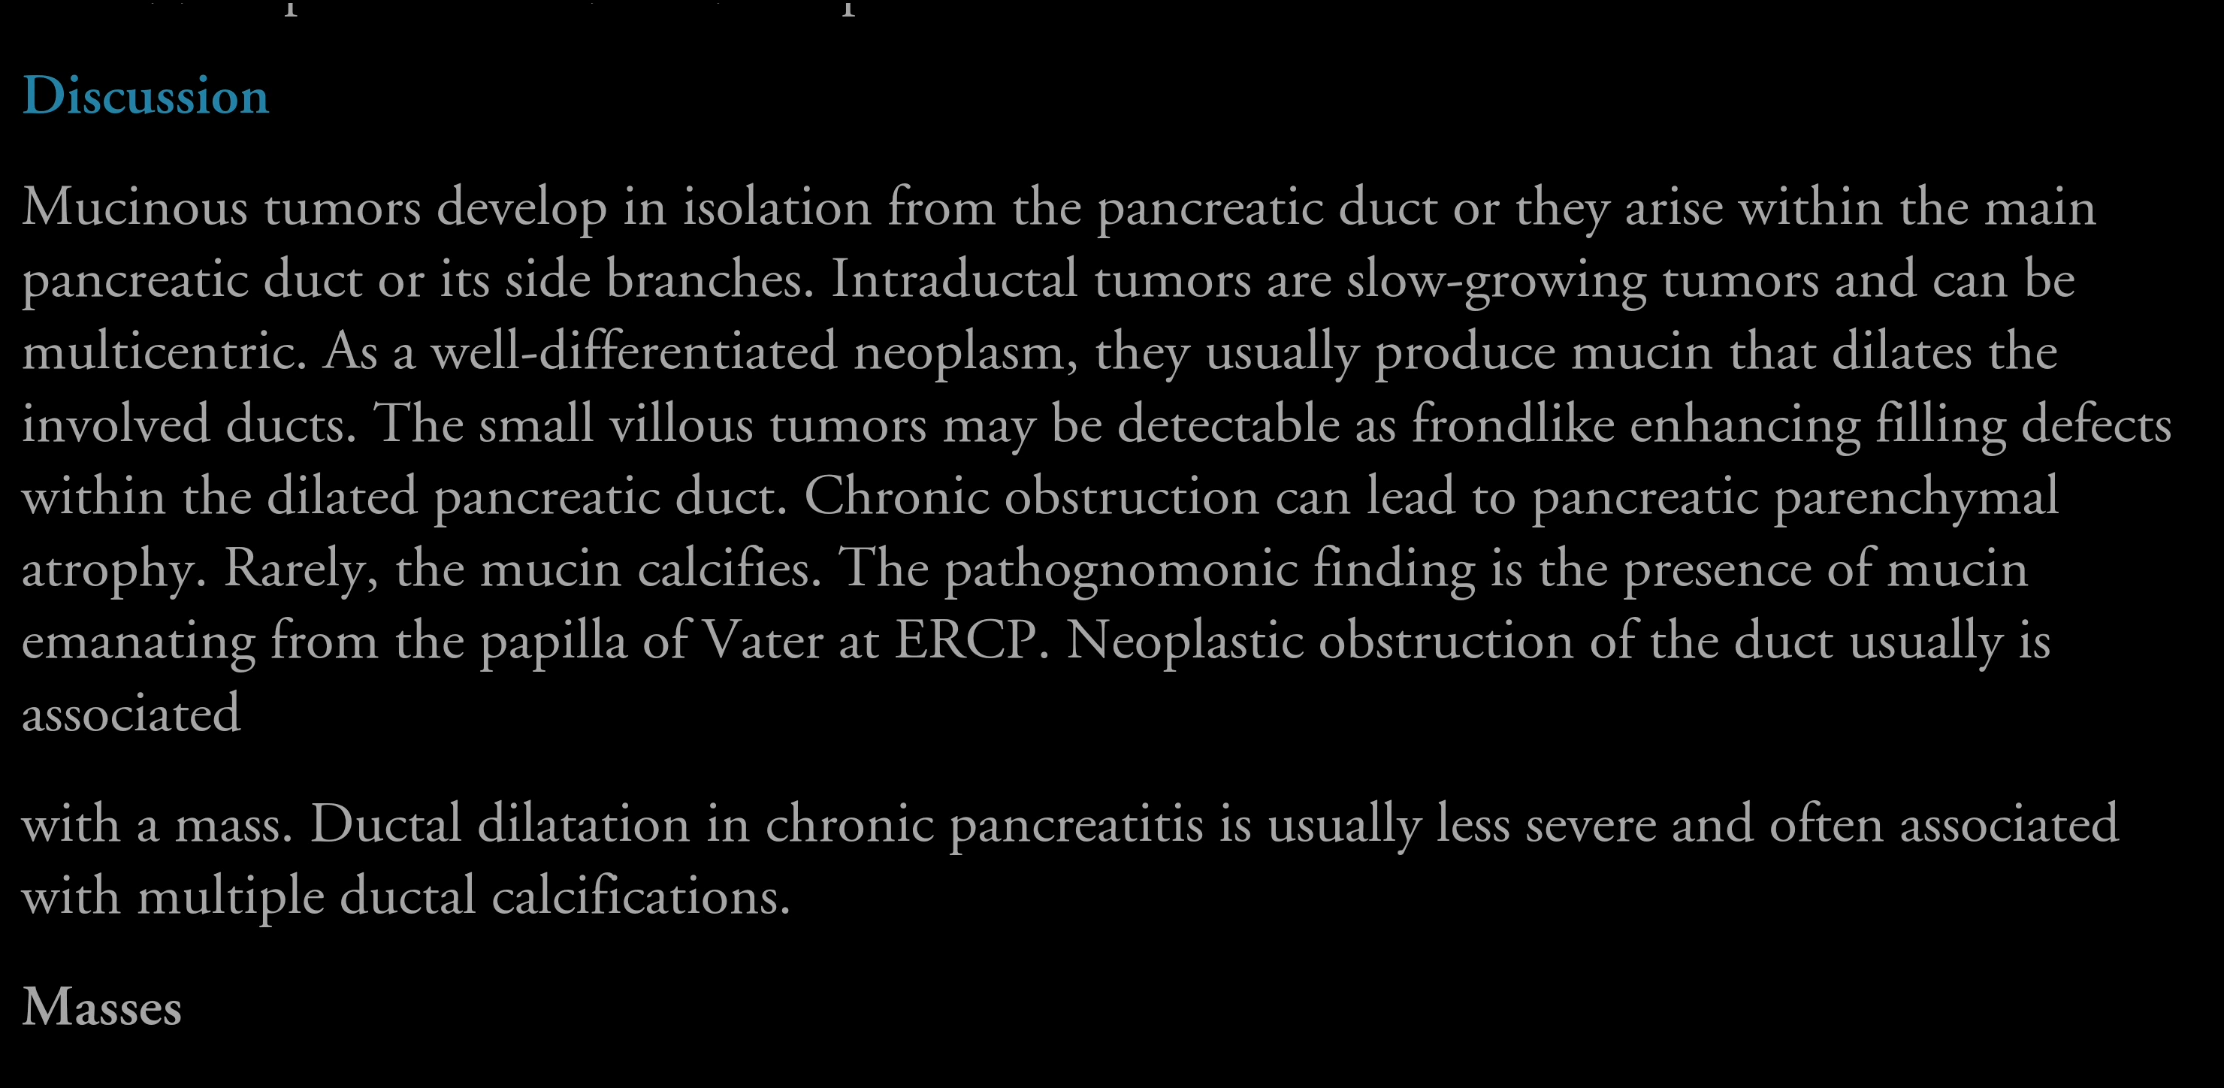 Discussion
Mucinous tumors develop in isolation from the pancreatic duct or they arise within the main
pancreatic duct or its side branches. Intraductal tumors are slow-growing tumors and can be
multicentric. As a well-differentiated neoplasm, they usually produce mucin that dilates the
involved ducts. The small villous tumors may be detectable as frondlike enhancing filling defects
within the dilated pancreatic duct. Chronic obstruction can lead to pancreatic parenchymal
atrophy. Rarely, the mucin calcifies. The pathognomonic finding is the presence of mucin
emanating from the papilla of Vater at ERCP. Neoplastic obstruction of the duct usually is
associated
with a mass. Ductal dilatation in chronic pancreatitis is usually less severe and often associated
with multiple ductal calcifications.
Masses